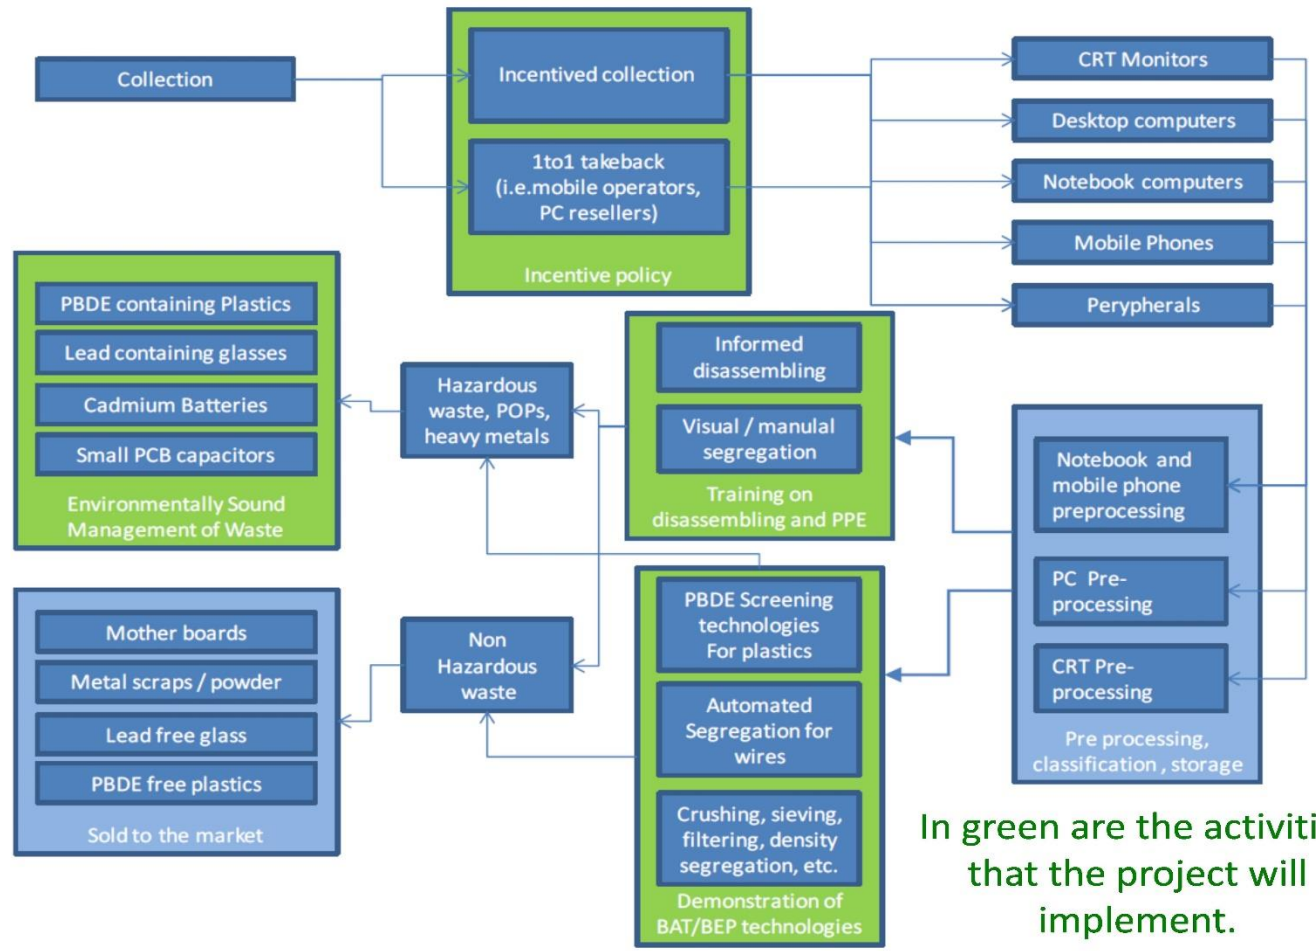 Collection
Incentived collection
1to1 takeback
(i.e.mobile operators,
PC resellers)
Incentive policy
CRT Monitors
Desktop computers
Notebook computers
Mobile Phones
Perypherals
PBDE containing Plastics
Lead containing glasses
Cadmium Batteries
Small PCB capacitors
Environmentally Sound
Management of Waste
Hazardous
waste, POPs,
heavy metals
Informed
disassembling
Visual / manulal
segregation
Training on
disassembling and PPE
Notebook and
mobile phone
preprocessing
PC Pre-
processing
CRT Pre-
processing
Pre processing,
classification , storage
Mother boards
Metal scraps / powder
Lead free glass
PBDE free plastics
Sold to the market
Non
Hazardous
waste
PBDE Screening
technologies
For plastics
Automated
Segregation for
wires
Crushing, sieving,
filtering, density
segregation, etc.
Demonstration of
BAT/BEP technologies
In green are the activiti
that the project will
implement.